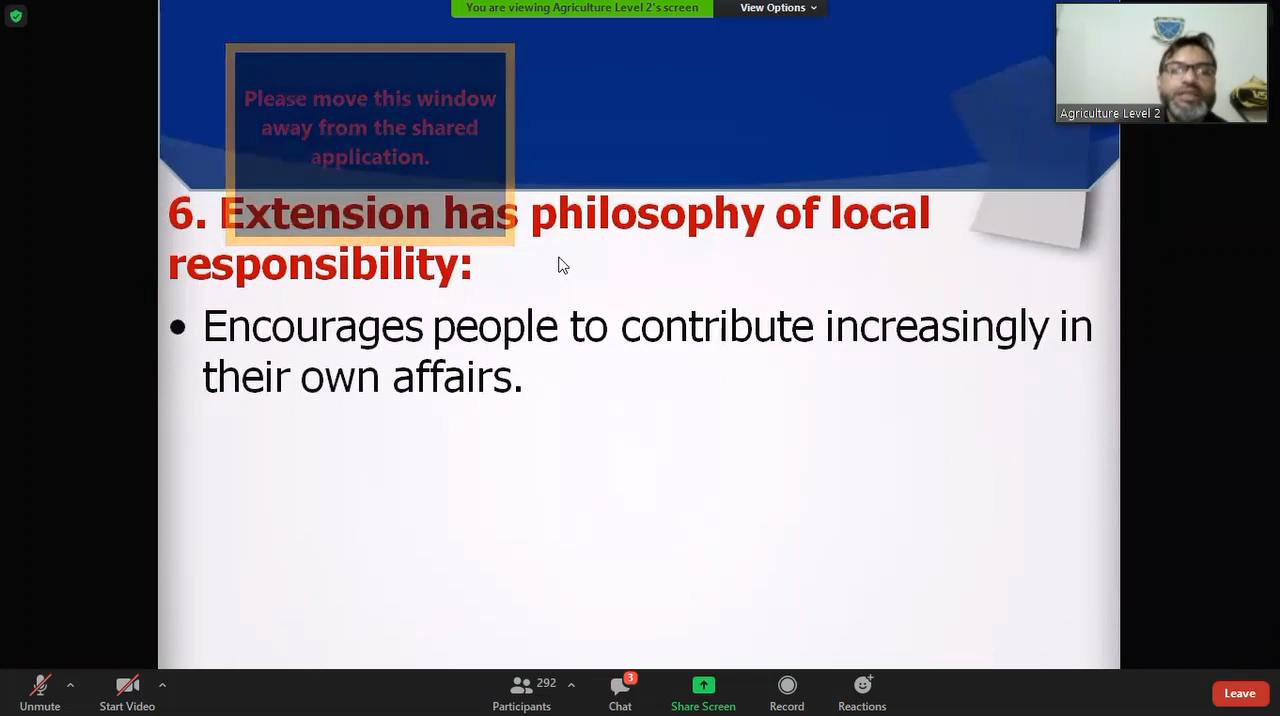 You are viewing Agriculture Level 2's screen
View Options
Please move this window
away from the shared
application.
Agriculture Level 2
6. Extension has philosophy of local
responsibility:
• Encourages people to contribute increasingly in
their own affairs.
Unmute
Start Video
292
Participants
3
Chat
Share Screen
Record
Reactions
Leave